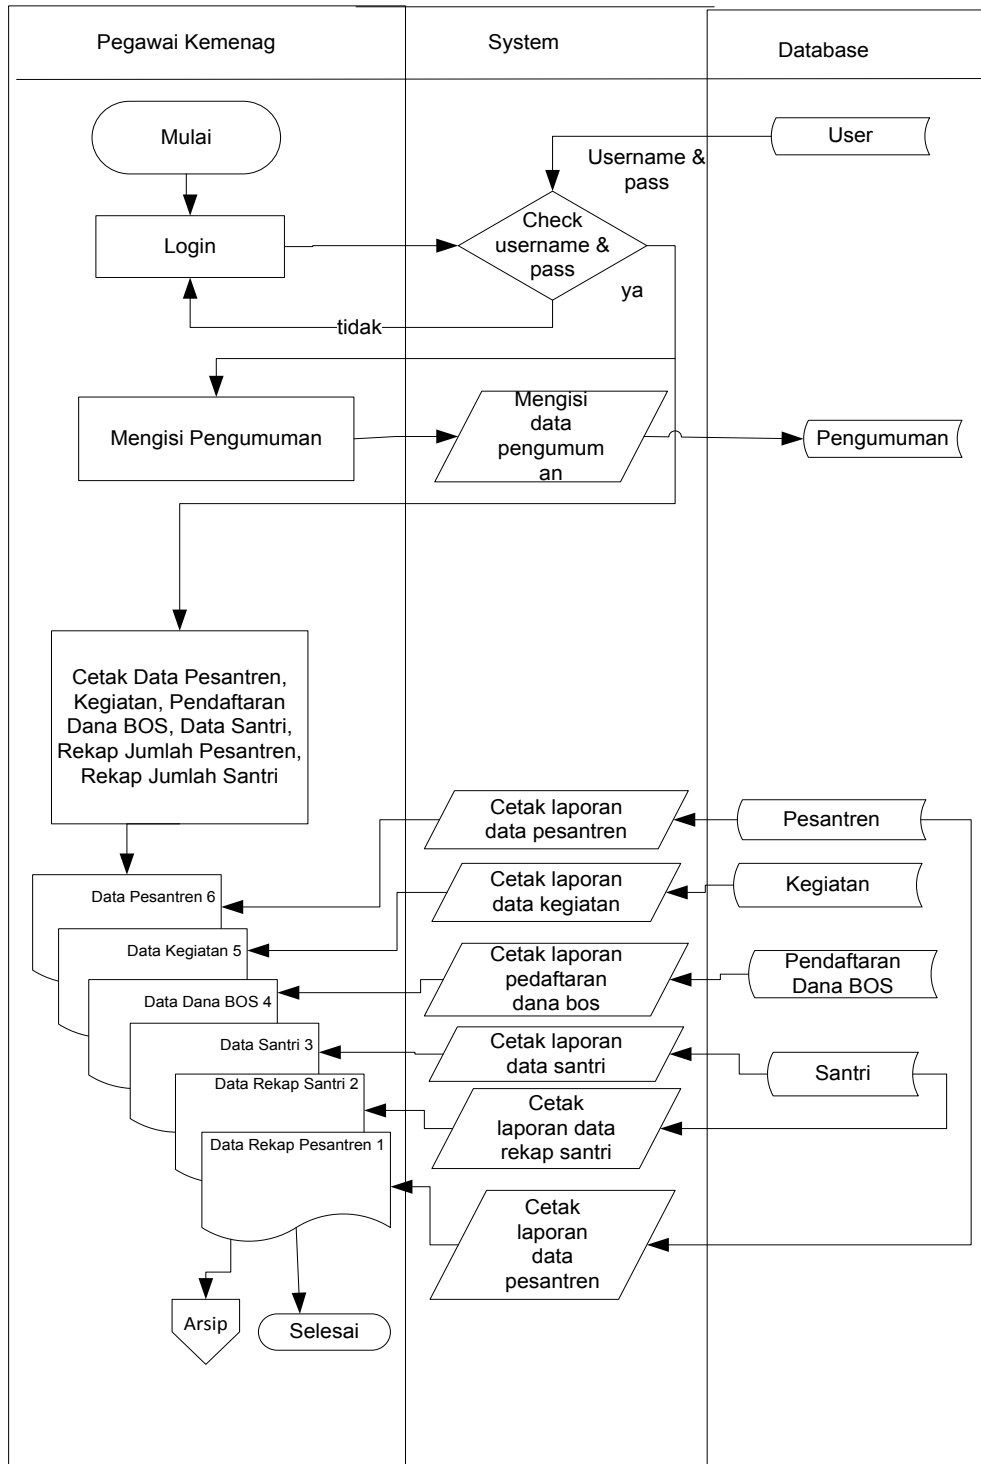 Pegawai Kemenag
System
Database
Mulai
User
Username &
pass
Login
Check
username &
pass
ya
tidak
Mengisi Pengumuman
Mengisi
data
pengumum
an
Pengumuman
Cetak Data Pesantren,
Kegiatan, Pendaftaran
Dana BOS, Data Santri,
Rekap Jumlah Pesantren,
Rekap Jumlah Santri
Cetak laporan
data pesantren
Pesantren
Data Pesantren 6
Cetak laporan
data kegiatan
Kegiatan
Data Kegiatan 5
Cetak laporan
pedaftaran
dana bos
Pendaftaran
Dana BOS
Data Dana BOS 4
Data Santri 3
Cetak laporan
data santri
Santri
Data Rekap Santri 2
Cetak
laporan data
rekap santri
Data Rekap Pesantren 1
Cetak
laporan
data
pesantren
Arsip
Selesai